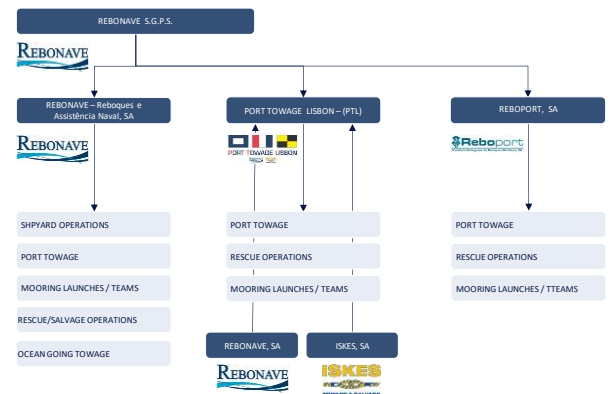 REBONAVE S.G.P.S.
REBONAVE
REBONAVE – Reboques e
Assistência Naval, SA
PORT TOWAGE LISBON – (PTL)
REBOPORT, SA
REBONAVE
PORT TOWAGE LISBON
Reboport
SHPYARD OPERATIONS
PORT TOWAGE
PORT TOWAGE
PORT TOWAGE
RESCUE OPERATIONS
RESCUE OPERATIONS
MOORING LAUNCHES / TEAMS
MOORING LAUNCHES / TEAMS
MOORING LAUNCHES / TTEAMS
RESCUE/SALVAGE OPERATIONS
OCEAN GOING TOWAGE
REBONAVE, SA
ISKES, SA
REBONAVE
ISKES